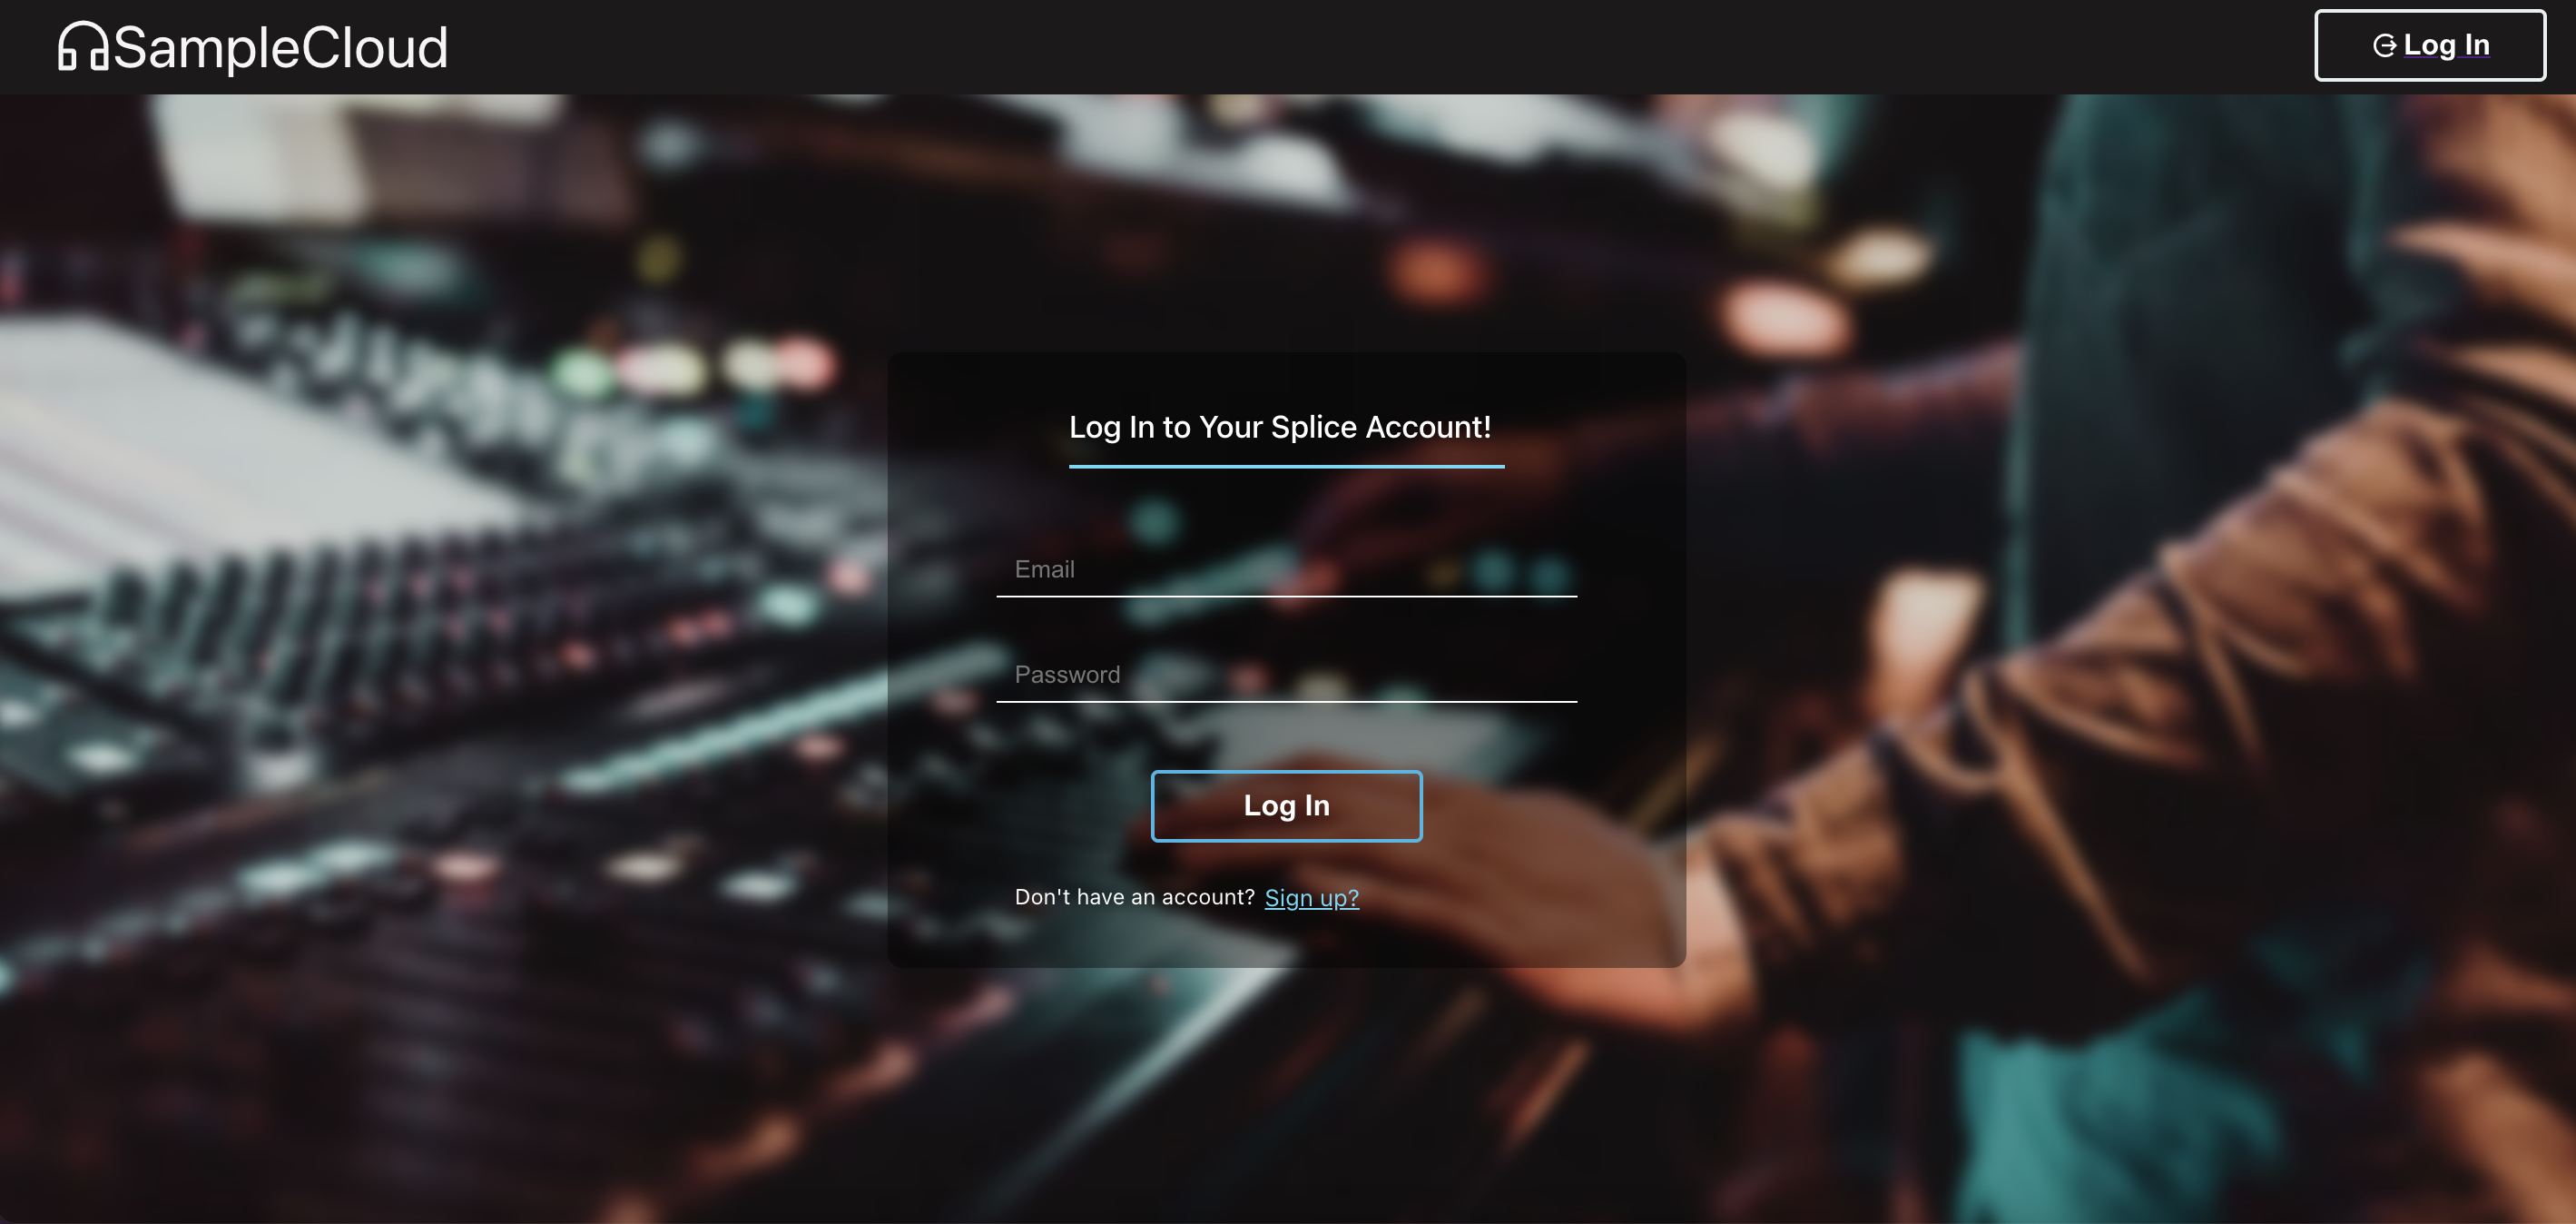 SampleCloud
Log In
Log In to Your Splice Account!
Email
Password
Log In
Don't have an account? Sign up?